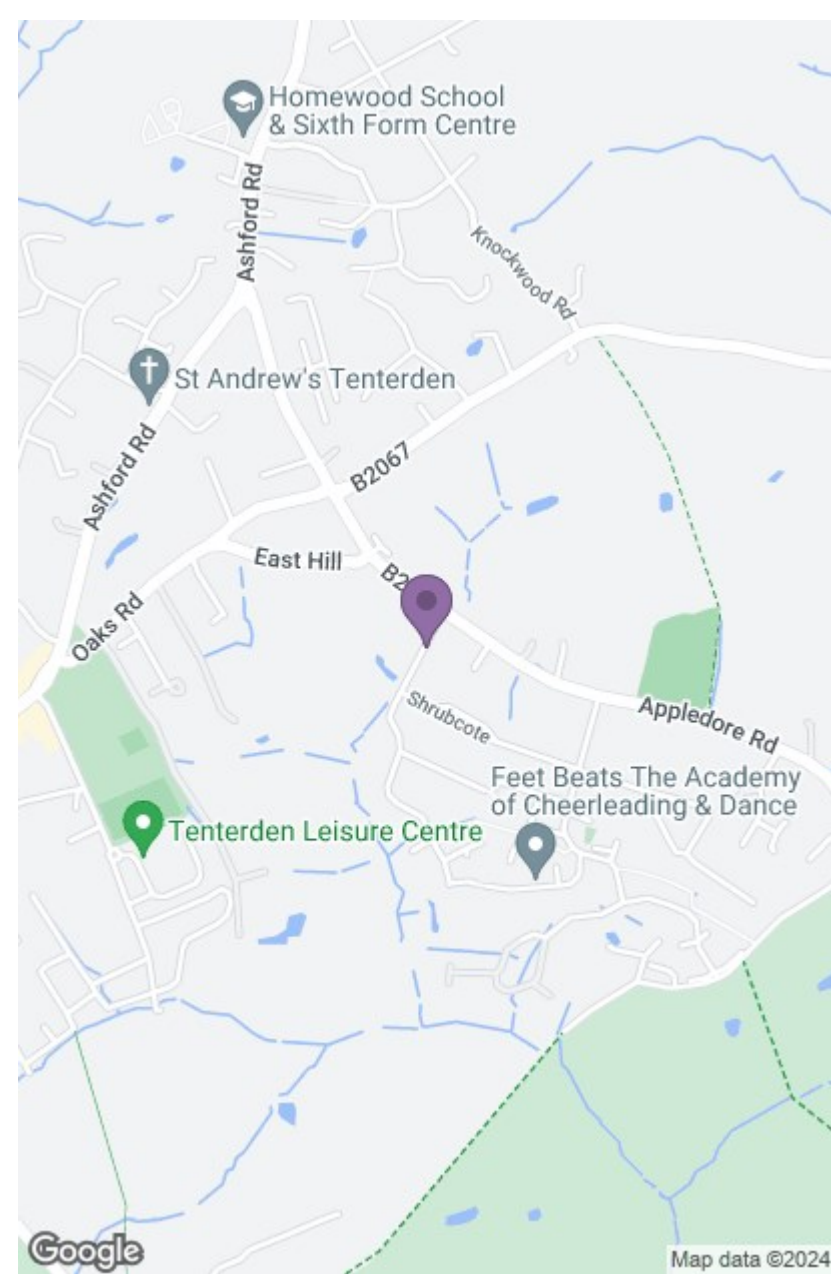 Homewood School
& Sixth Form Centre
Ashford Rd
Knockwood Rd
St Andrew's Tenterden
Ashford Rd
B2067
East Hill
B2
Oaks Rd
Shrubcote
Appledore Rd
Feet Beats The Academy
of Cheerleading & Dance
Tenterden Leisure Centre
Google
Map data ©2024